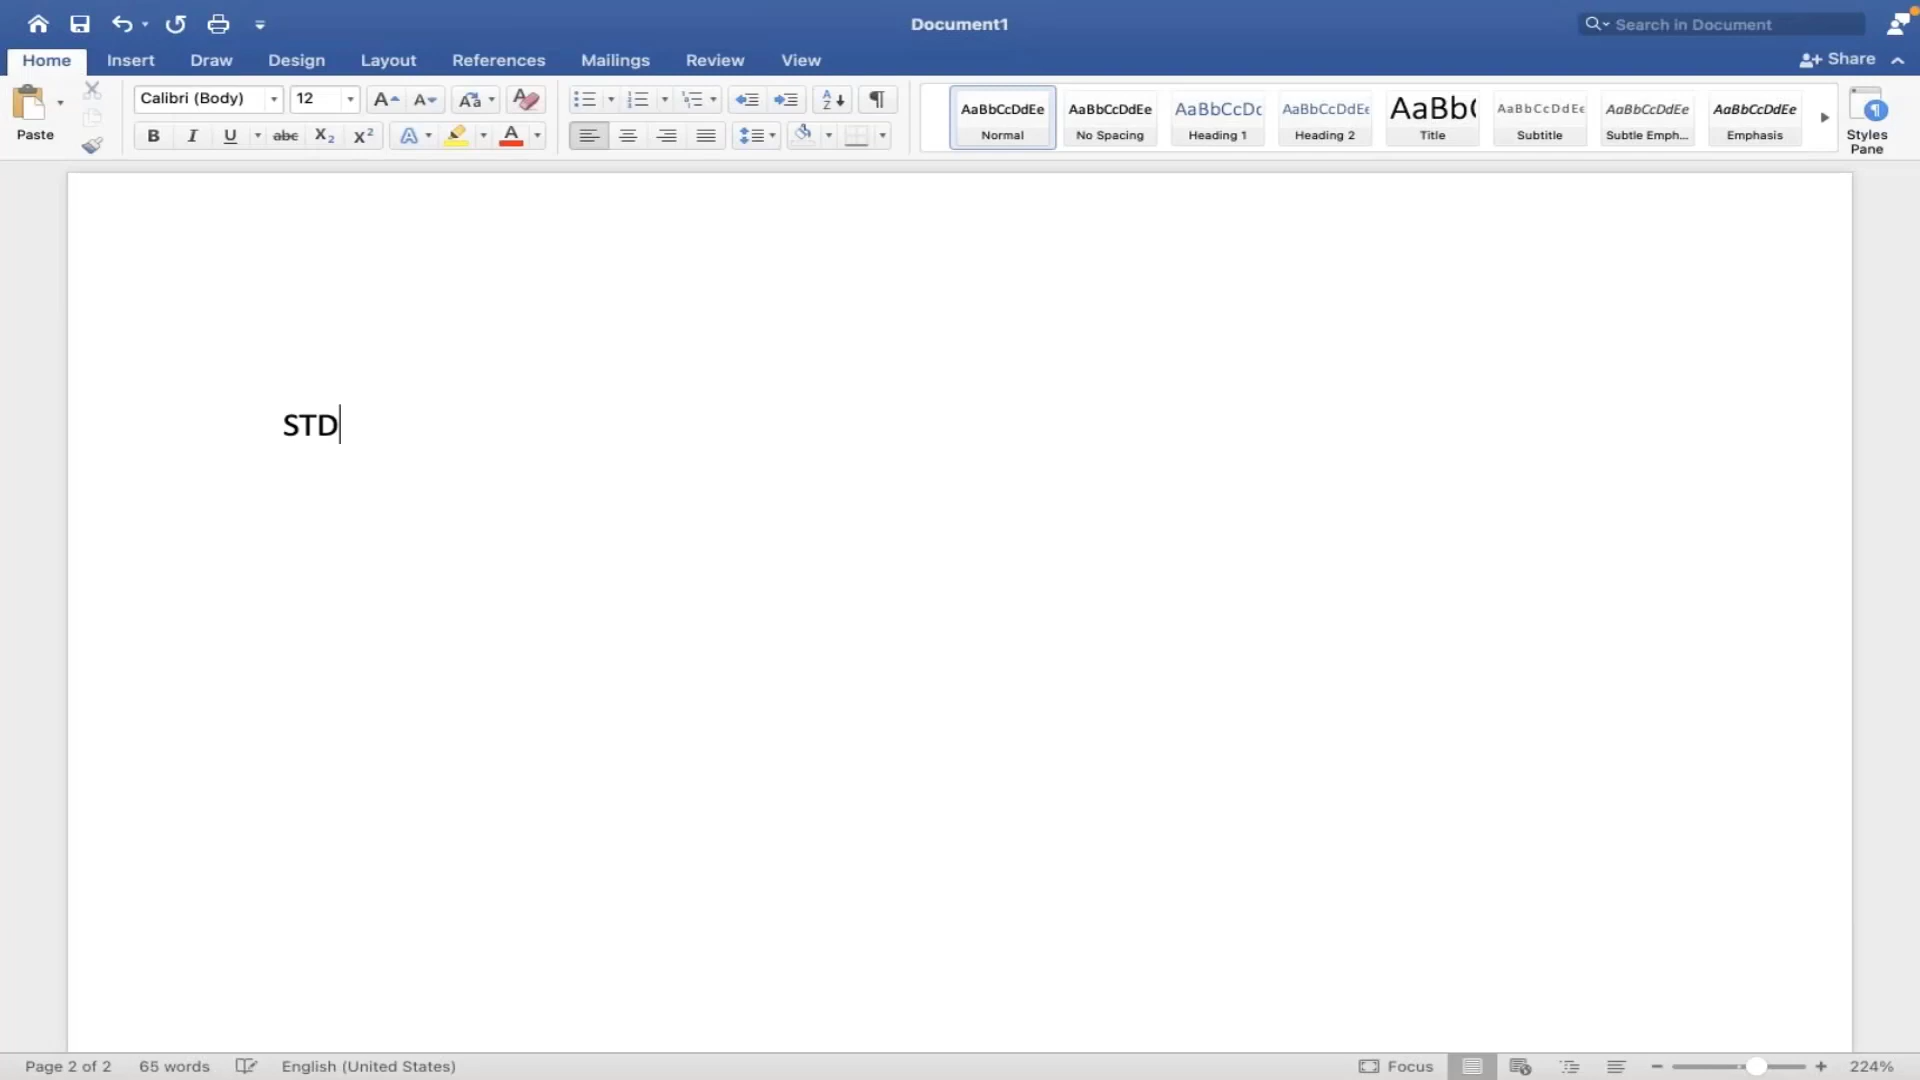 Document1
Search in Document
Home Insert Draw Design Layout References Mailings Review View
Share
Paste
Calibri (Body) 12
AaBbCcDdEe Normal
AaBbCcDdEe No Spacing
AaBbCcDc Heading 1
AaBbCcDdEe Heading 2
AaBb( Title
AaBbCcDdEe Subtitle
AaBbCcDdEe Subtle Emph...
AaBbCcDdEe Emphasis
Styles
Pane
STD
Page 2 of 2 65 words English (United States) Focus 224%